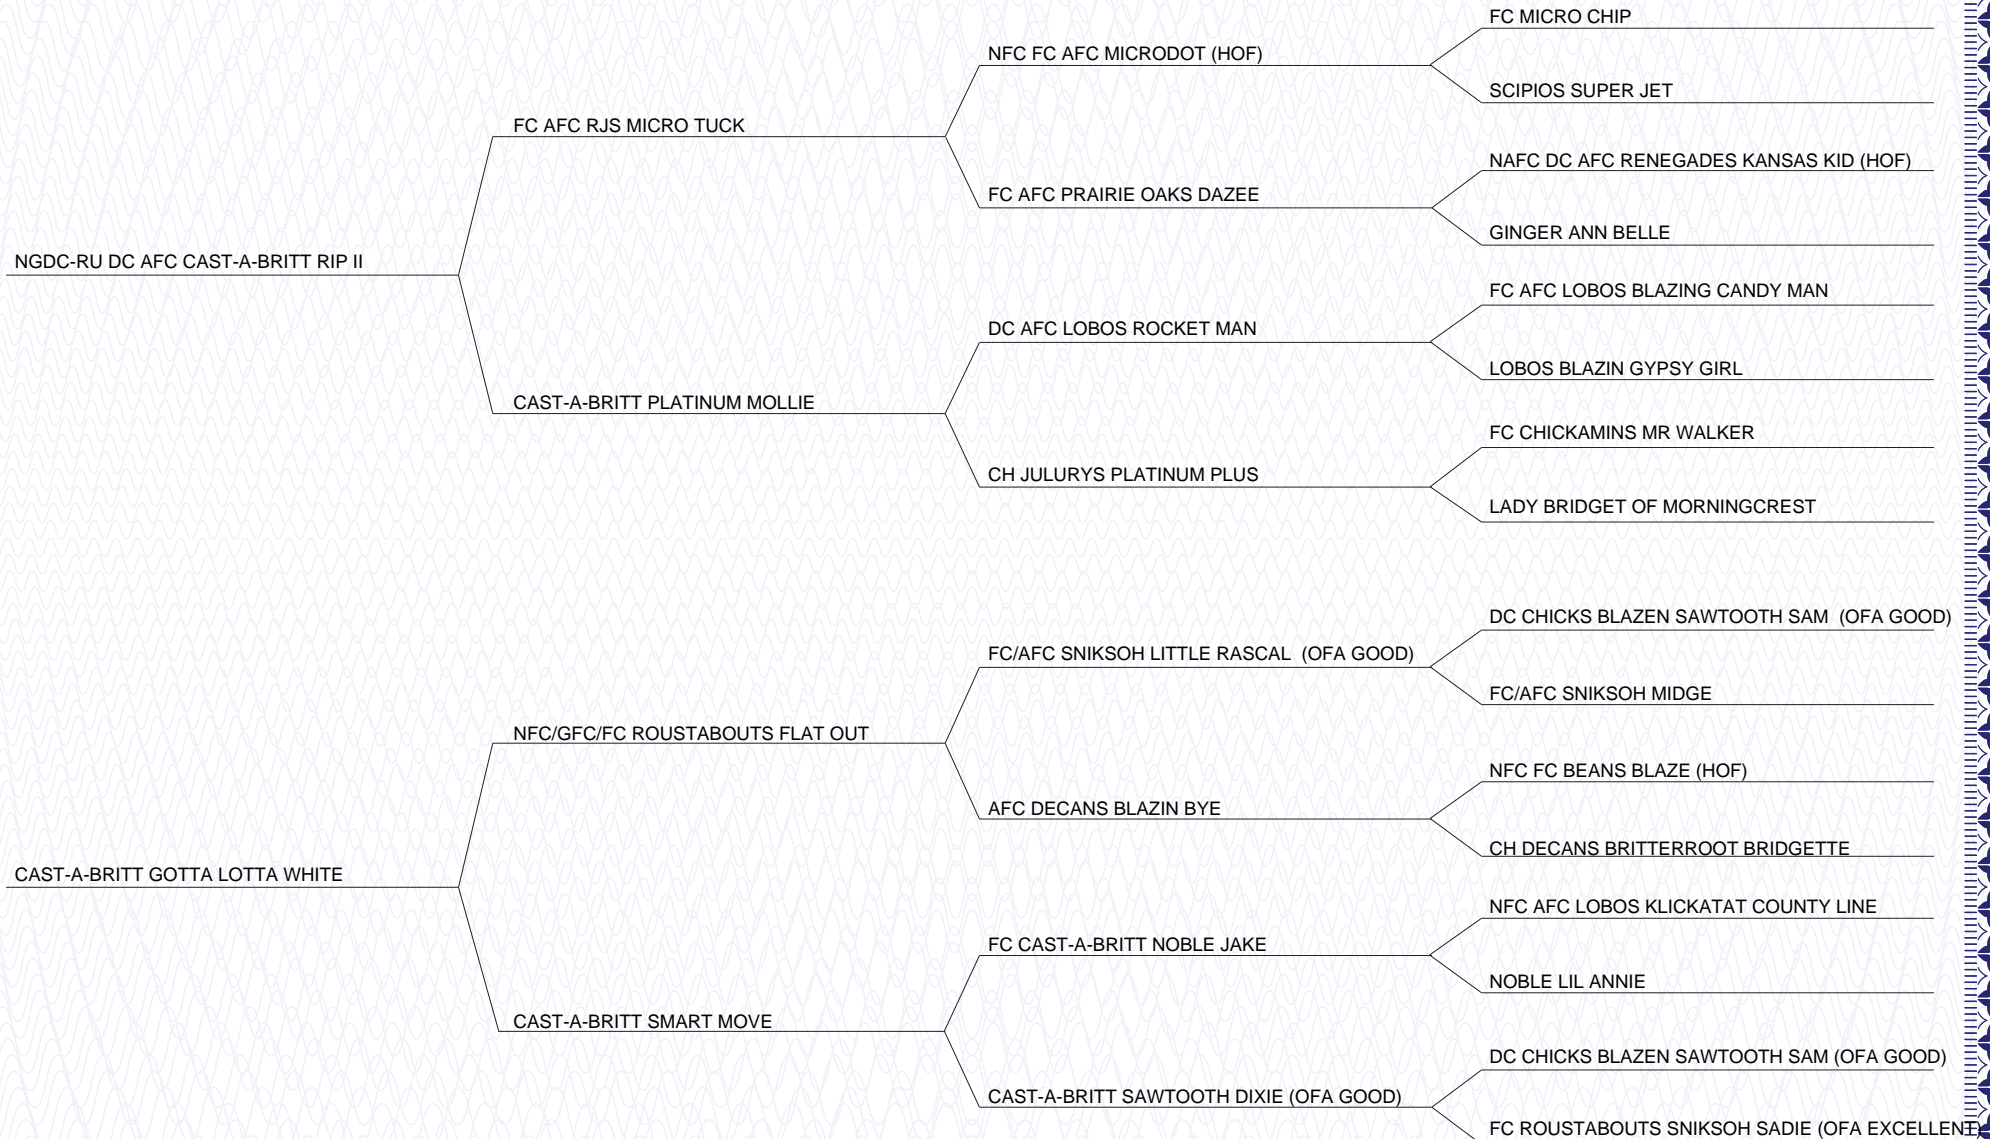 FC MICRO CHIP
NFC FC AFC MICRODOT (HOF)
SCIPIOS SUPER JET
FC AFC RJS MICRO TUCK
NAFC DC AFC RENEGADES KANSAS KID (HOF)
FC AFC PRAIRIE OAKS DAZEE
GINGER ANN BELLE
NGDC-RU DC AFC CAST-A-BRITT RIP II
FC AFC LOBOS BLAZING CANDY MAN
DC AFC LOBOS ROCKET MAN
LOBOS BLAZIN GYPSY GIRL
CAST-A-BRITT PLATINUM MOLLIE
FC CHICKAMINS MR WALKER
CH JULURYS PLATINUM PLUS
LADY BRIDGET OF MORNINGCREST
DC CHICKS BLAZEN SAWTOOTH SAM  (OFA GOOD)
FC/AFC SNIKSOH LITTLE RASCAL  (OFA GOOD)
FC/AFC SNIKSOH MIDGE
NFC/GFC/FC ROUSTABOUTS FLAT OUT
NFC FC BEANS BLAZE (HOF)
AFC DECANS BLAZIN BYE
CH DECANS BRITTERROOT BRIDGETTE
CAST-A-BRITT GOTTA LOTTA WHITE
NFC AFC LOBOS KLICKATAT COUNTY LINE
FC CAST-A-BRITT NOBLE JAKE
NOBLE LIL ANNIE
CAST-A-BRITT SMART MOVE
DC CHICKS BLAZEN SAWTOOTH SAM (OFA GOOD)
CAST-A-BRITT SAWTOOTH DIXIE (OFA GOOD)
FC ROUSTABOUTS SNIKSOH SADIE (OFA EXCELLENT)